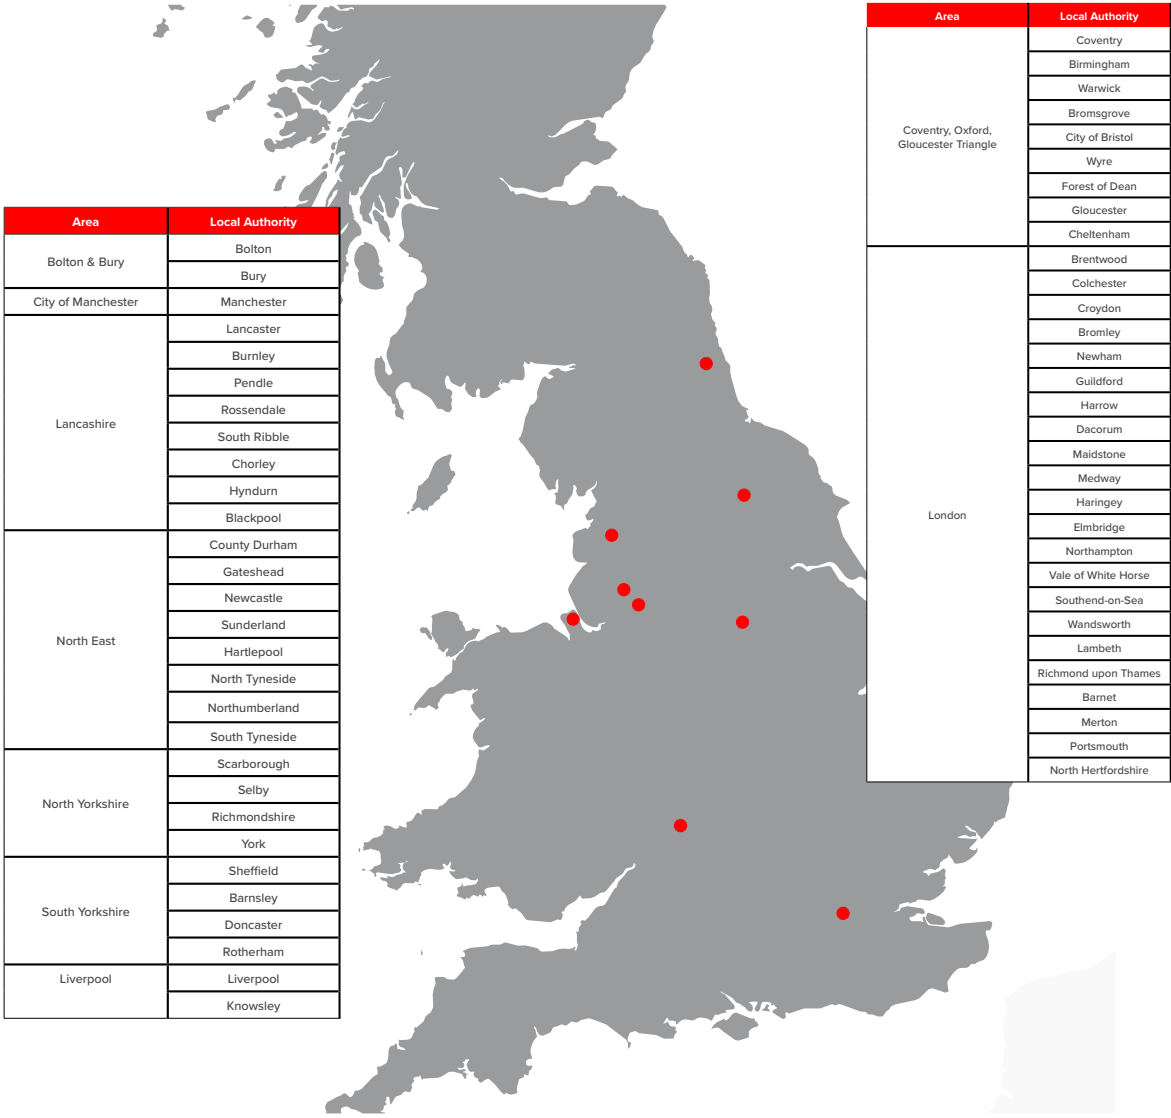 Area Local Authority
Bolton & Bury
Bolton
Bury
City of Manchester
Manchester
Lancashire
Lancaster
Burnley
Pendle
Rossendale
South Ribble
Chorley
Hyndurn
Blackpool
North East
County Durham
Gateshead
Newcastle
Sunderland
Hartlepool
North Tyneside
Northumberland
South Tyneside
North Yorkshire
Scarborough
Selby
Richmondshire
York
South Yorkshire
Sheffield
Barnsley
Doncaster
Rotherham
Liverpool
Liverpool
Knowsley
Area Local Authority
Coventry, Oxford,
Gloucester Triangle
Coventry
Birmingham
Warwick
Bromsgrove
City of Bristol
Wyre
Forest of Dean
Gloucester
Cheltenham
London
Brentwood
Colchester
Croydon
Bromley
Newham
Guildford
Harrow
Dacorum
Maidstone
Medway
Haringey
Elmbridge
Northampton
Vale of White Horse
Southend-on-Sea
Wandsworth
Lambeth
Richmond upon Thames
Barnet
Merton
Portsmouth
North Hertfordshire